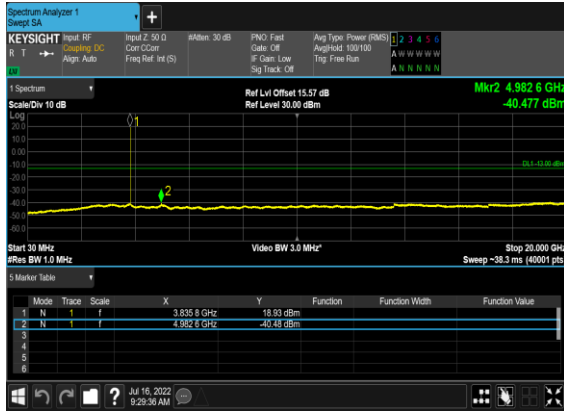 Spectrum Analyzer 1
Swept SA
+
KEYSIGHT Input: RF Input Z: 50 Ω #Atten: 30 dB PNO: Fast Avg Type: Power (RMS) 1 2 3 4 5 6
R T Coupling: DC Corr CCorr Gate: Off Avg|Hold: 100/100 A W W W W W
Align: Auto Freq Ref: Int (S) IF Gain: Low Trig: Free Run
LU Sig Track: Off A N N N N N
1 Spectrum Ref Lvl Offset 15.57 dB Mkr2 4.982 6 GHz
Scale/Div 10 dB Ref Level 30.00 dBm -40.477 dBm
Log
20.0
10.0
0.00
-10.0
-20.0
-30.0
-40.0
-50.0
-60.0
1
DL1 -13.00 dBm
2
Start 30 MHz Video BW 3.0 MHz* Stop 20.000 GHz
#Res BW 1.0 MHz Sweep ~38.3 ms (40001 pts)
5 Marker Table
Mode Trace Scale X Y Function Function Width Function Value
1 N 1 f 3.835 8 GHz 18.93 dBm
2 N 1 f 4.982 6 GHz -40.48 dBm
3
4
5
6
? Jul 16, 2022
9:29:36 AM